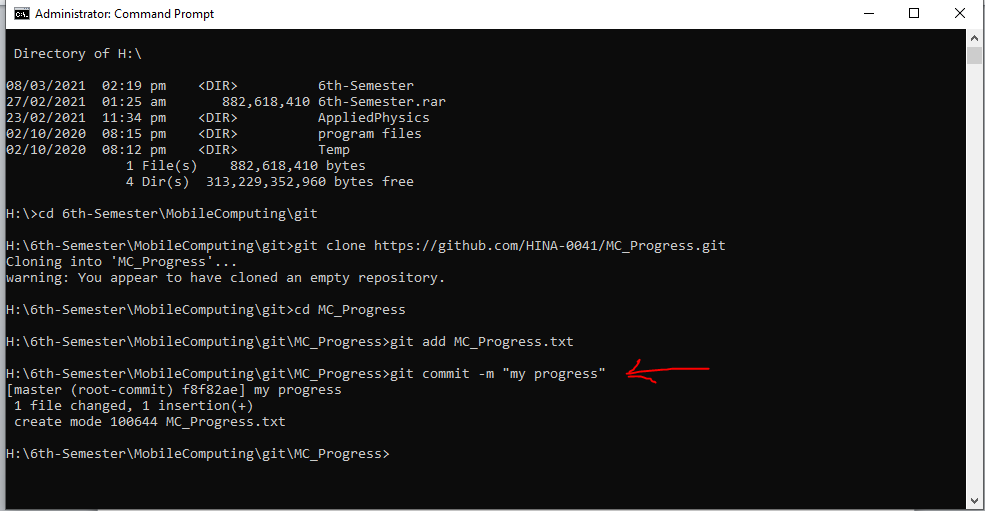 Administrator: Command Prompt
Directory of H:\
08/03/2021  02:19 pm    <DIR>          6th-Semester
27/02/2021  01:25 am       882,618,410 6th-Semester.rar
23/02/2021  11:34 pm    <DIR>          AppliedPhysics
02/10/2020  08:15 pm    <DIR>          program files
02/10/2020  08:12 pm    <DIR>          Temp
1 File(s)    882,618,410 bytes
4 Dir(s)  313,229,352,960 bytes free
H:\>cd 6th-Semester\MobileComputing\git
H:\6th-Semester\MobileComputing\git>git clone https://github.com/HINA-0041/MC_Progress.git
Cloning into 'MC_Progress'...
warning: You appear to have cloned an empty repository.
H:\6th-Semester\MobileComputing\git>cd MC_Progress
H:\6th-Semester\MobileComputing\git\MC_Progress>git add MC_Progress.txt
H:\6th-Semester\MobileComputing\git\MC_Progress>git commit -m "my progress"
[master (root-commit) f8f82ae] my progress
1 file changed, 1 insertion(+)
create mode 100644 MC_Progress.txt
H:\6th-Semester\MobileComputing\git\MC_Progress>